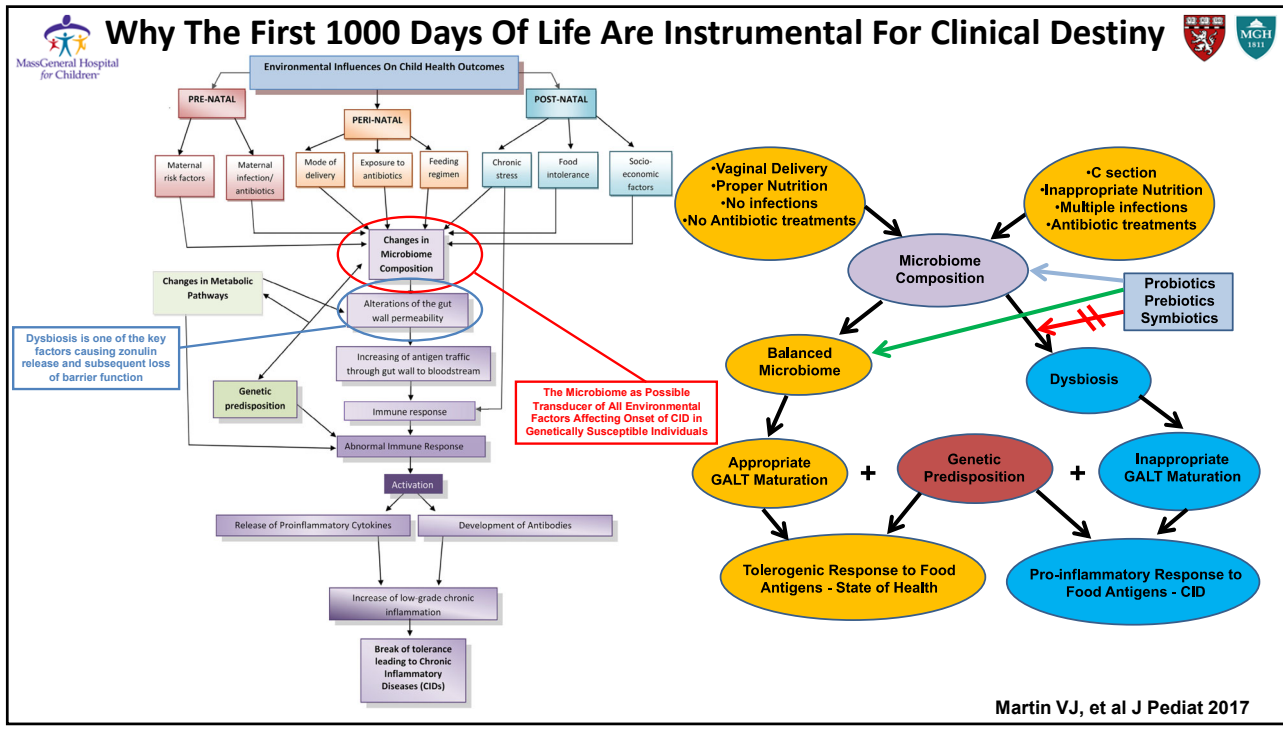 Why The First 1000 Days Of Life Are Instrumental For Clinical Destiny
MassGeneral Hospital
for Children
MGH
1811
Environmental Influences On Child Health Outcomes
PRE-NATAL
PERI-NATAL
POST-NATAL
Maternal
risk factors
Maternal
infection/
antibiotics
Mode of
delivery
Exposure to
antibiotics
Feeding
regimen
Chronic
stress
Food
intolerance
Socio-
economic
factors
Changes in
Microbiome
Composition
Changes in Metabolic
Pathways
Alterations of the gut
wall permeability
Dysbiosis is one of the key
factors causing zonulin
release and subsequent loss
of barrier function
Increasing of antigen traffic
through gut wall to bloodstream
Genetic
predisposition
Immune response
The Microbiome as Possible
Transducer of All Environmental
Factors Affecting Onset of CID in
Genetically Susceptible Individuals
Abnormal Immune Response
Activation
Release of Proinflammatory Cytokines
Development of Antibodies
Increase of low-grade chronic
inflammation
Break of tolerance
leading to Chronic
Inflammatory
Diseases (CIDs)
•Vaginal Delivery
•Proper Nutrition
•No infections
•No Antibiotic treatments
•C section
•Inappropriate Nutrition
•Multiple infections
•Antibiotic treatments
Microbiome
Composition
Probiotics
Prebiotics
Symbiotics
Balanced
Microbiome
Dysbiosis
Appropriate
GALT Maturation
+
Genetic
Predisposition
+
Inappropriate
GALT Maturation
Tolerogenic Response to Food
Antigens - State of Health
Pro-inflammatory Response to
Food Antigens - CID
Martin VJ, et al J Pediat 2017